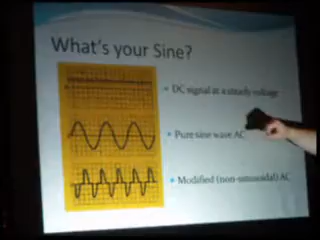 What's your Sine?
DC signal at a steady voltage
Pure sine wave AC
Modified (non-sinusoidal) AC